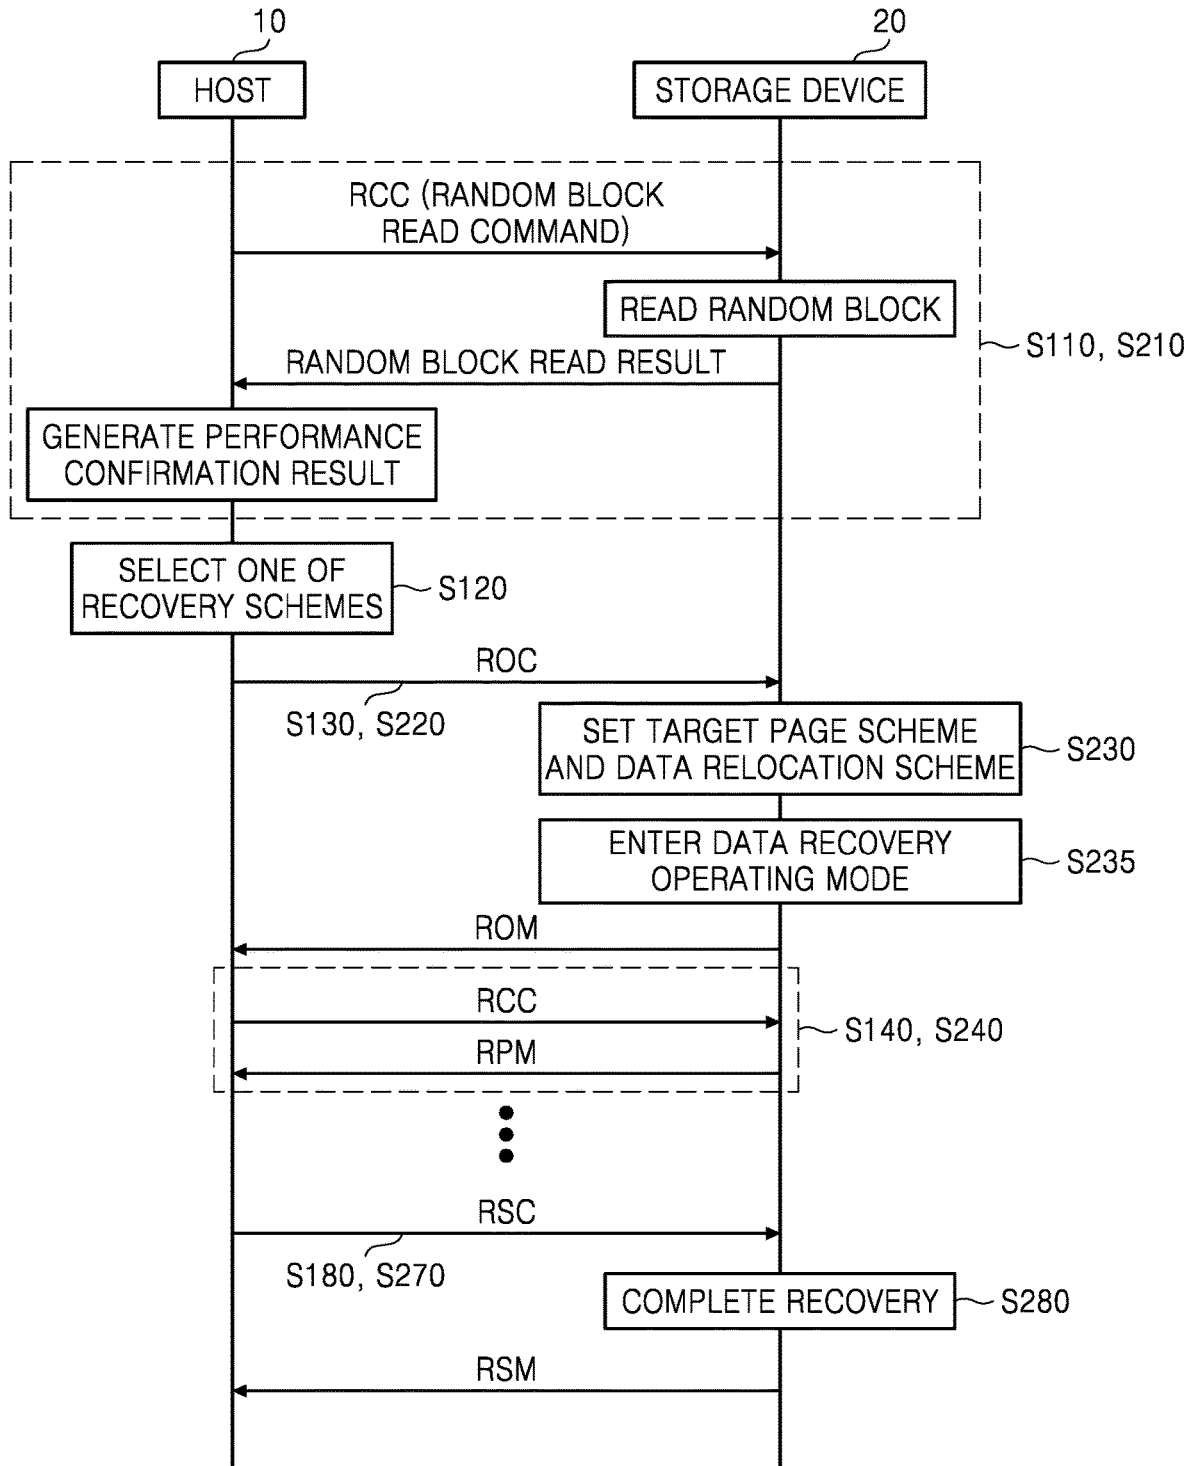 10
20
HOST
STORAGE DEVICE
RCC (RANDOM BLOCK
READ COMMAND)
READ RANDOM BLOCK
S110, S210
RANDOM BLOCK READ RESULT
GENERATE PERFORMANCE
CONFIRMATION RESULT
SELECT ONE OF
RECOVERY SCHEMES
S120
ROC
S130, S220
SET TARGET PAGE SCHEME
AND DATA RELOCATION SCHEME
S230
ENTER DATA RECOVERY
OPERATING MODE
S235
ROM
RCC
S140, S240
RPM
RSC
S180, S270
COMPLETE RECOVERY
S280
RSM